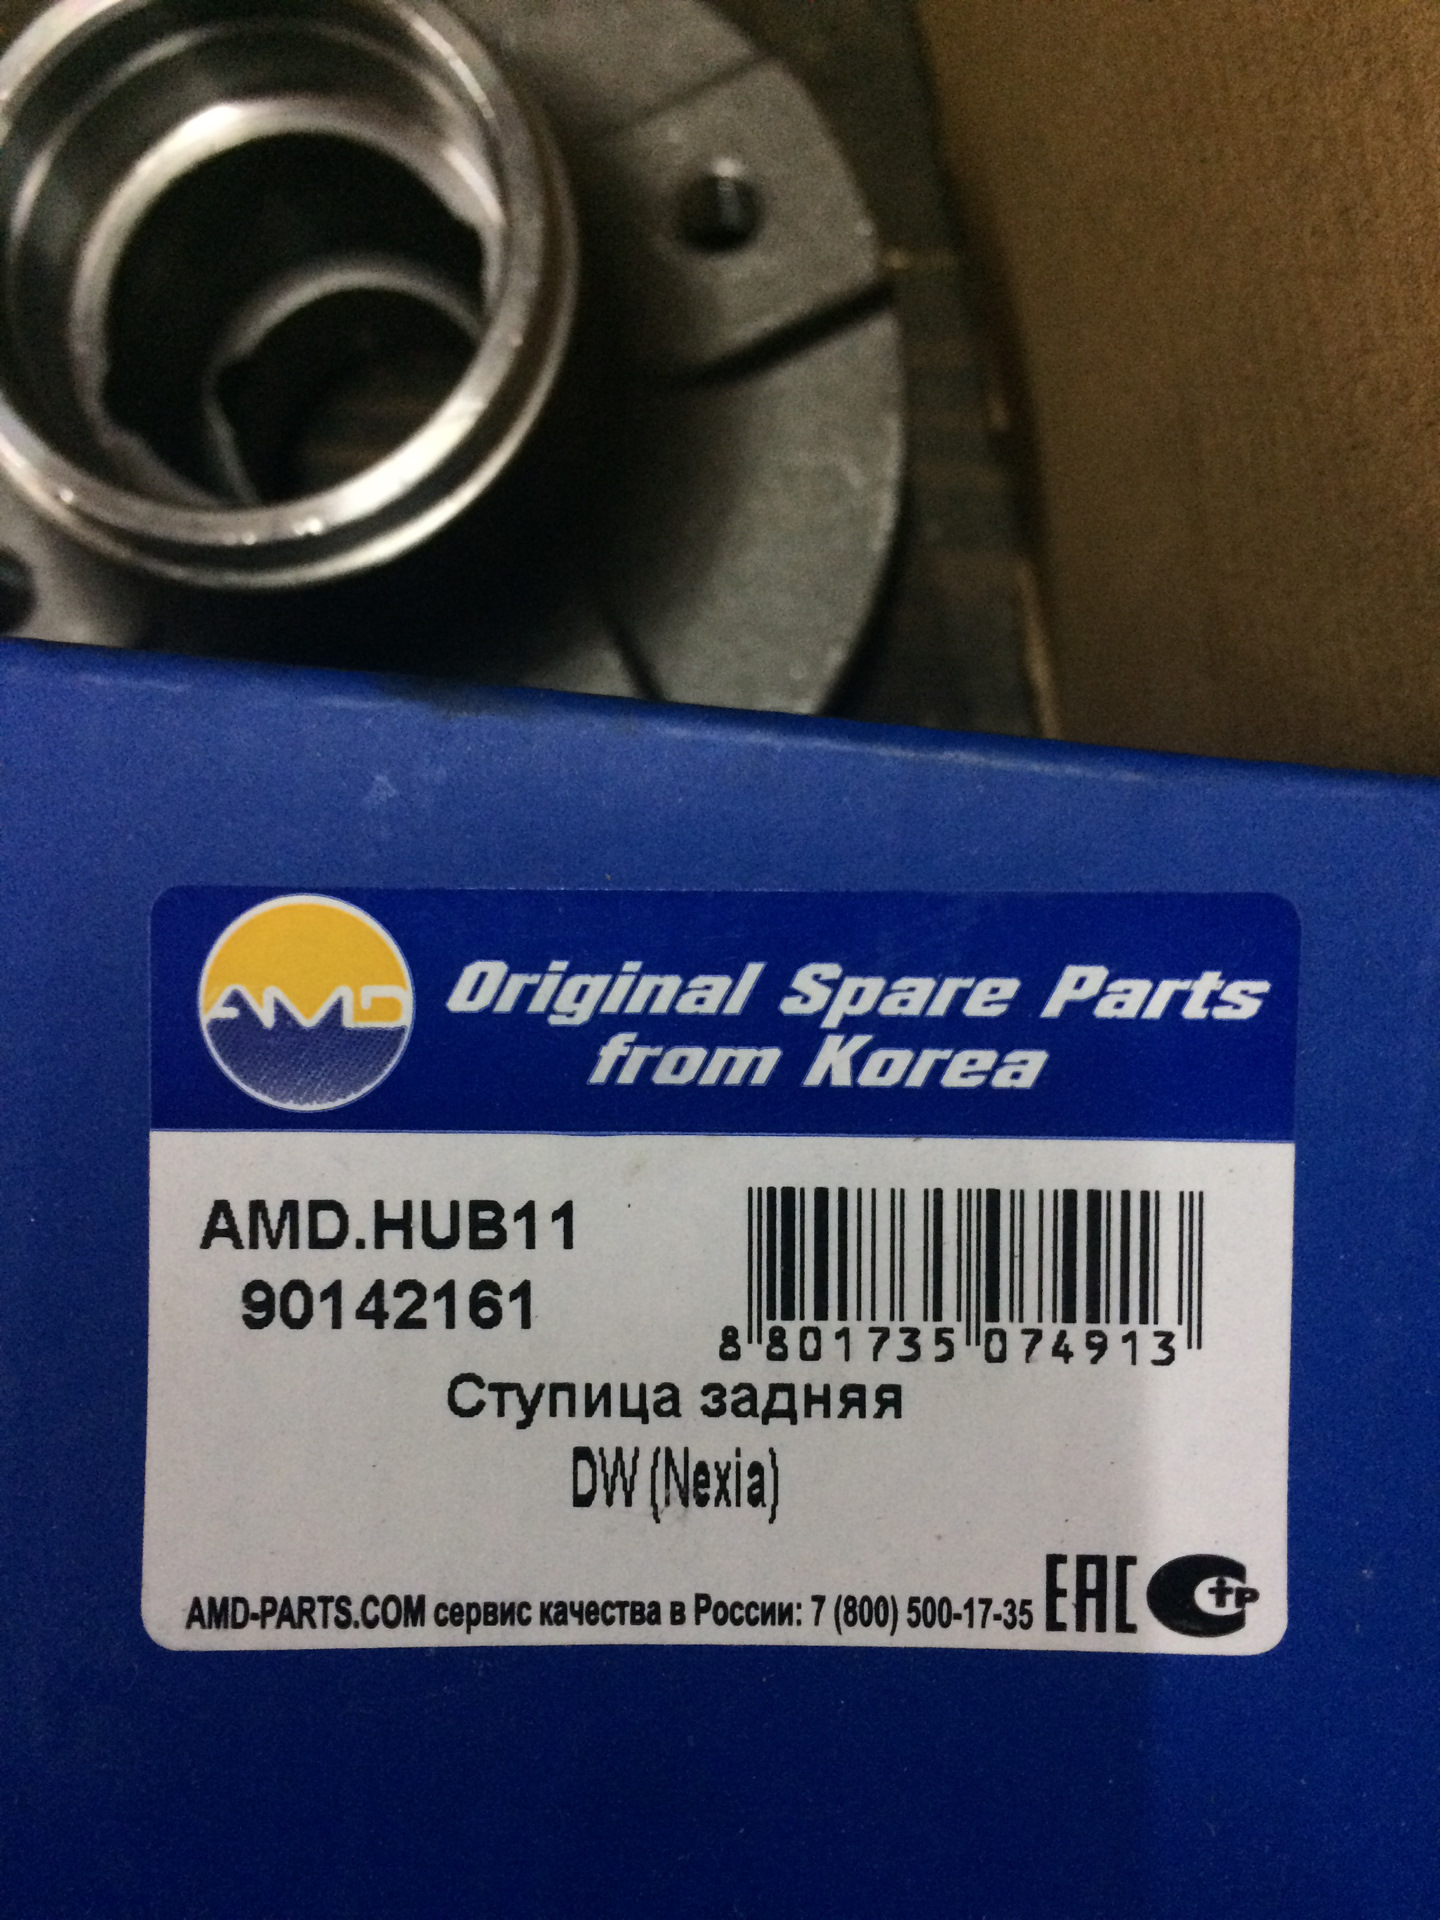 AMD
Original Spare Parts
from Korea
AMD.HUB11
90142161
8 801735 074913
Ступица задняя
DW (Nexia)
AMD-PARTS.COM сервис качества в России: 7 (800) 500-17-35 EAC СТР